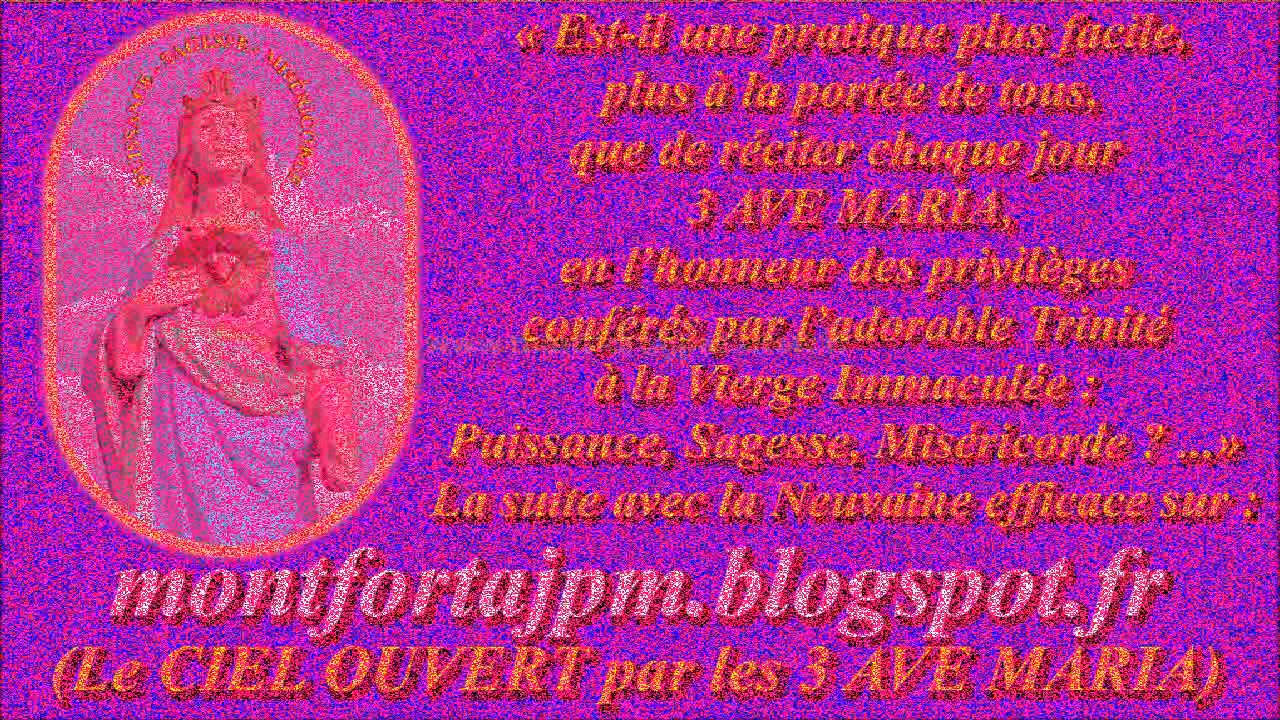 SAGESSE
« Est-il une pratique plus facile,
plus à la portée de tous,
que de réciter chaque jour
3 AVE MARIA,
en l'honneur des privilèges
conférés par l'adorable Trinité
à la Vierge Immaculée :
Puissance, Sagesse, Miséricorde ? ...»
La suite avec la Neuvaine efficace sur :
montfortajpm.blogspot.fr
(Le CIEL OUVERT par les 3 AVE MARIA)